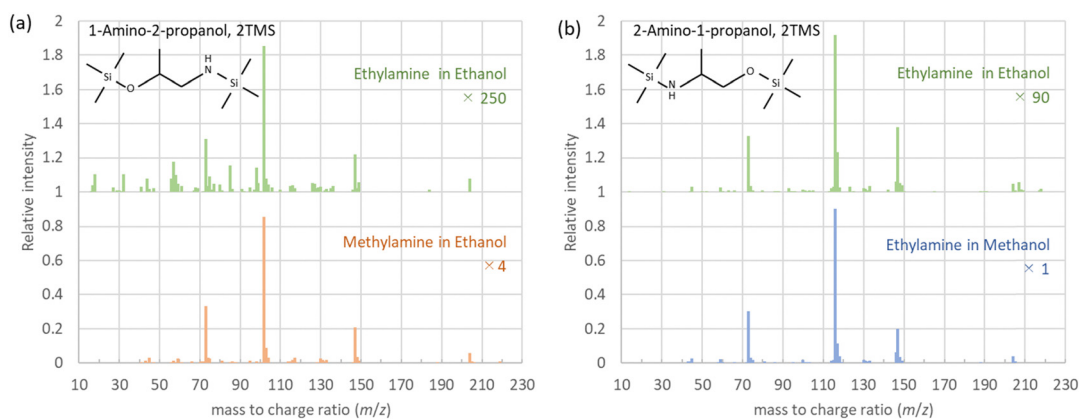 (a)
1-Amino-2-propanol, 2TMS
Si
O
H
N
Si
Ethylamine in Ethanol
× 250
Methylamine in Ethanol
× 4
Relative intensity
2
1.8
1.6
1.4
1.2
1
0.8
0.6
0.4
0.2
0
10 30 50 70 90 110 130 150 170 190 210 230
mass to charge ratio (m/z)
(b)
2-Amino-1-propanol, 2TMS
Si
N
H
O
Si
Ethylamine in Ethanol
× 90
Ethylamine in Methanol
× 1
Relative intensity
2
1.8
1.6
1.4
1.2
1
0.8
0.6
0.4
0.2
0
10 30 50 70 90 110 130 150 170 190 210 230
mass to charge ratio (m/z)